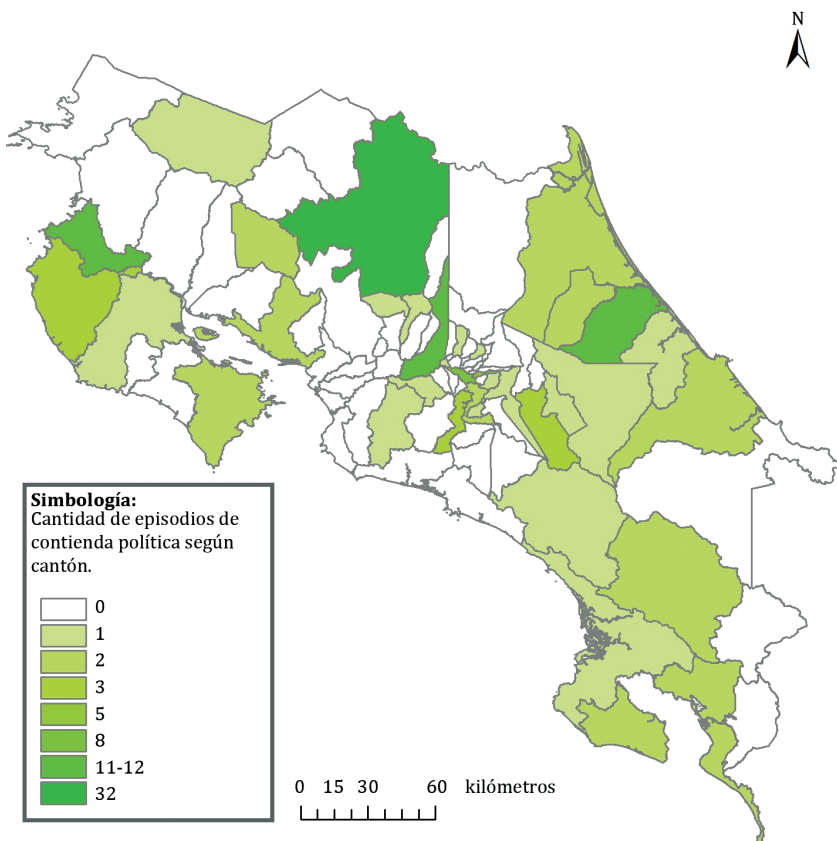 N
Simbología:
Cantidad de episodios de
contienda política según
cantón.
0
1
2
3
5
8
11-12
32
0 15 30 60 kilómetros